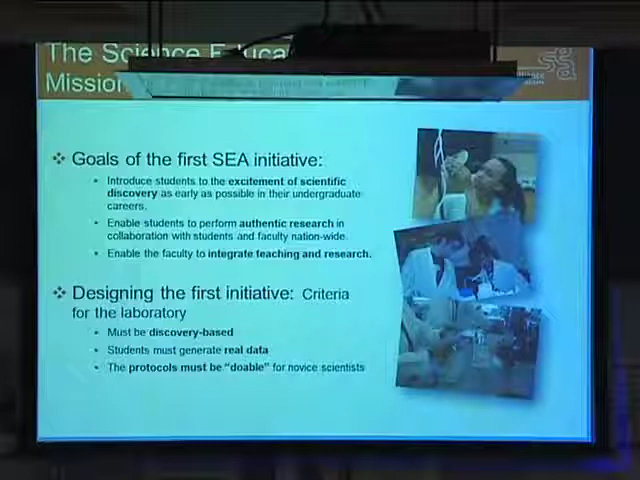 The Science Educa
Mission
❖ Goals of the first SEA initiative:
• Introduce students to the excitement of scientific
discovery as early as possible in their undergraduate
careers.
• Enable students to perform authentic research in
collaboration with students and faculty nation-wide.
• Enable the faculty to integrate teaching and research.
❖ Designing the first initiative: Criteria
for the laboratory
• Must be discovery-based
• Students must generate real data
• The protocols must be "doable" for novice scientists